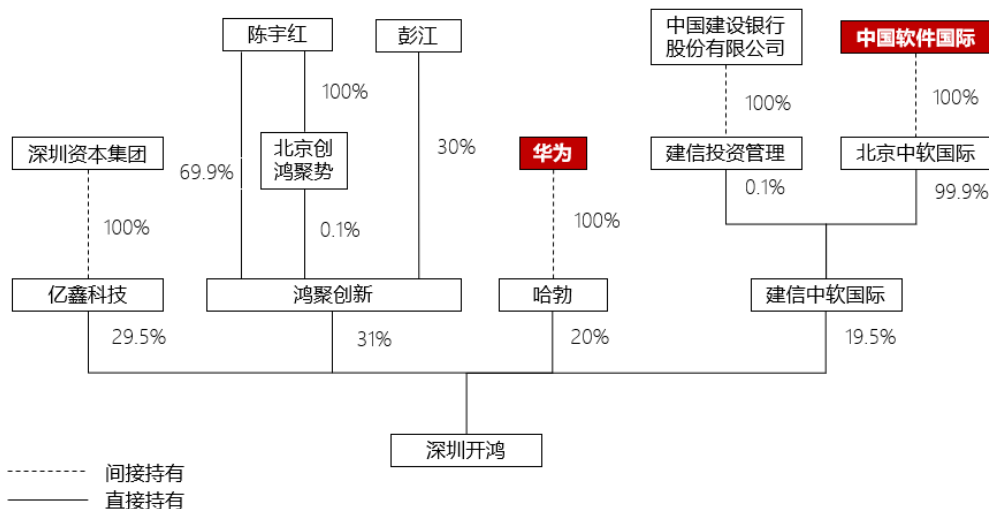 陈宇红
彭江
中国建设银行
股份有限公司
中国软件国际
100%
100%
100%
深圳资本集团
69.9%
北京创
鸿聚势
30%
华为
建信投资管理
北京中软国际
0.1%
99.9%
100%
0.1%
100%
亿鑫科技
鸿聚创新
哈勃
建信中软国际
29.5%
31%
20%
19.5%
深圳开鸿
间接持有
直接持有